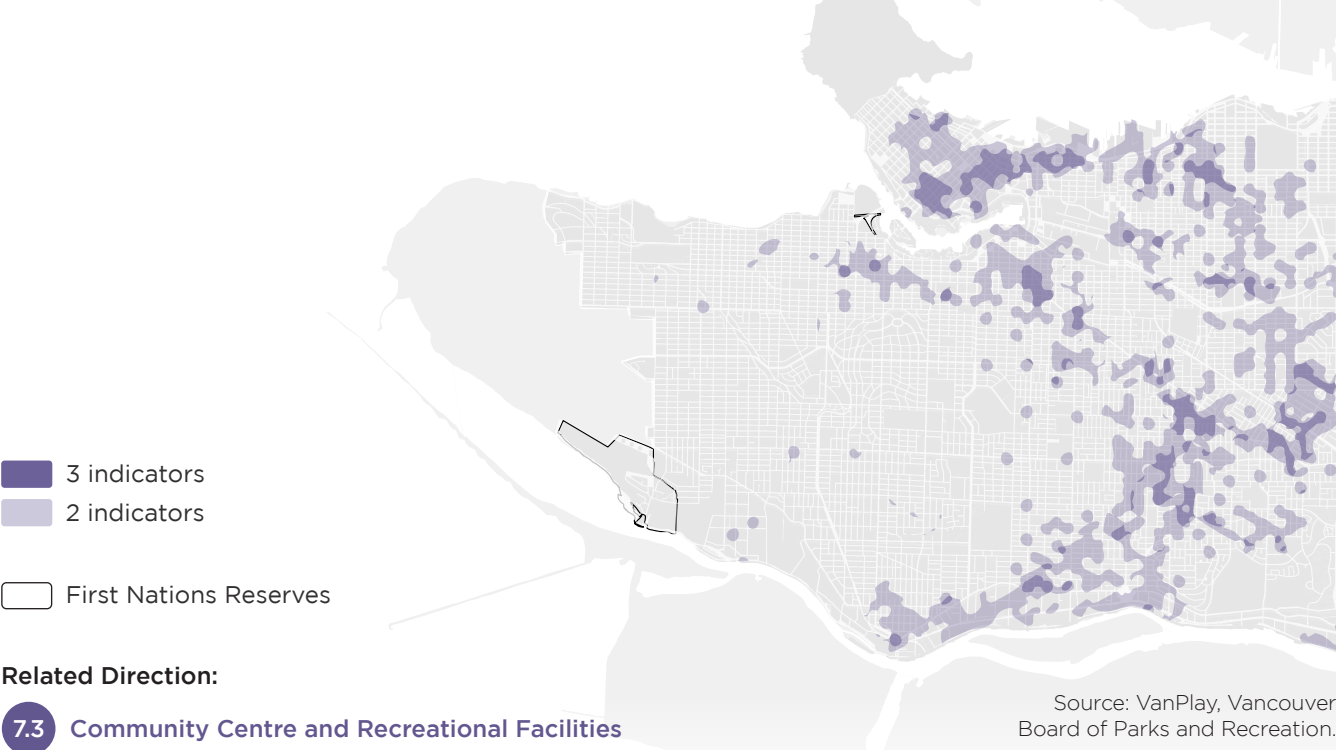 3 indicators
2 indicators
First Nations Reserves
Related Direction:
7.3 Community Centre and Recreational Facilities
Source: VanPlay, Vancouver
Board of Parks and Recreation.